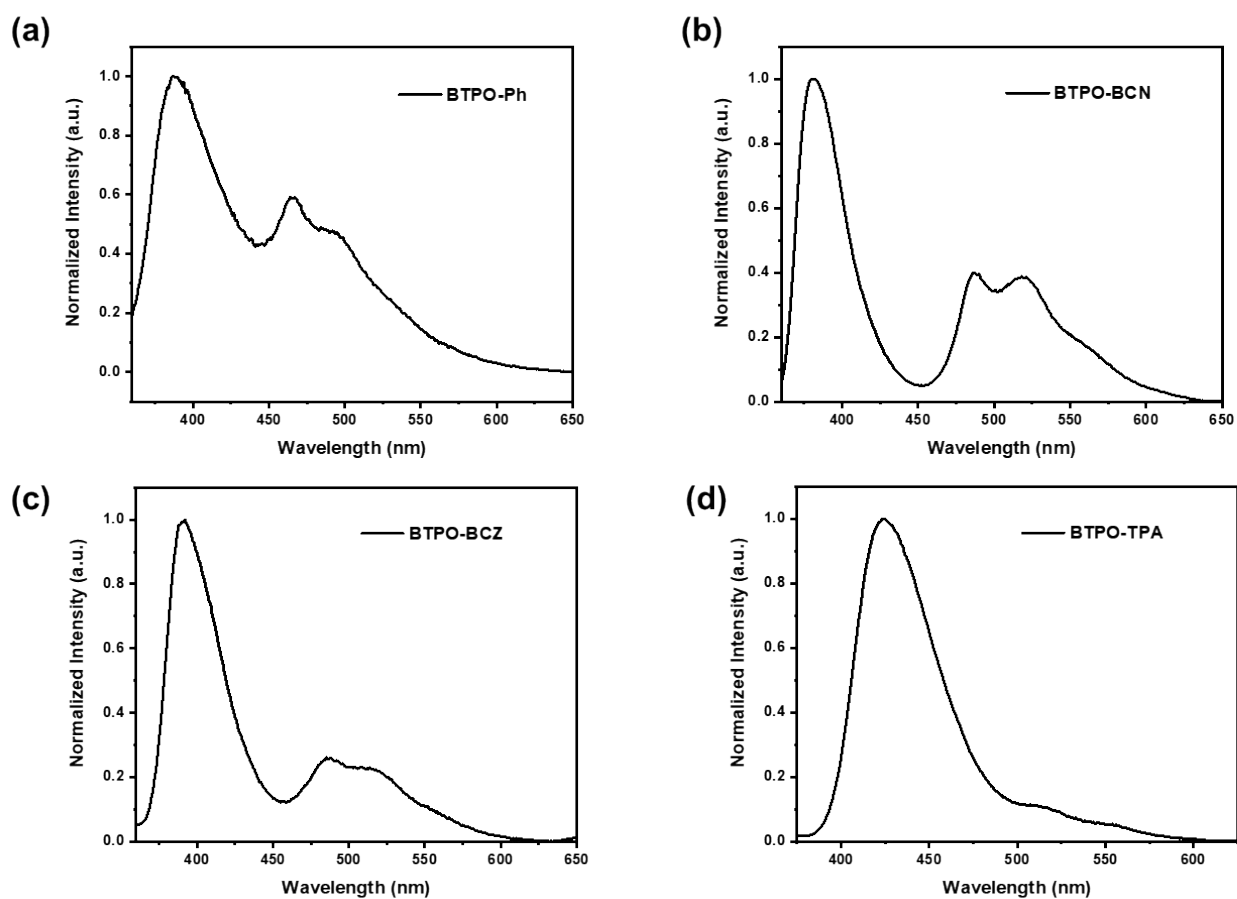 (a)
Normalized Intensity (a.u.)
1.0
0.8
0.6
0.4
0.2
0.0
BTPO-Ph
400 450 500 550 600 650
Wavelength (nm)
(b)
Normalized Intensity (a.u.)
1.0
0.8
0.6
0.4
0.2
0.0
BTPO-BCN
400 450 500 550 600 650
Wavelength (nm)
(c)
Normalized Intensity (a.u.)
1.0
0.8
0.6
0.4
0.2
0.0
BTPO-BCZ
400 450 500 550 600 650
Wavelength (nm)
(d)
Normalized Intensity (a.u.)
1.0
0.8
0.6
0.4
0.2
0.0
BTPO-TPA
400 450 500 550 600
Wavelength (nm)